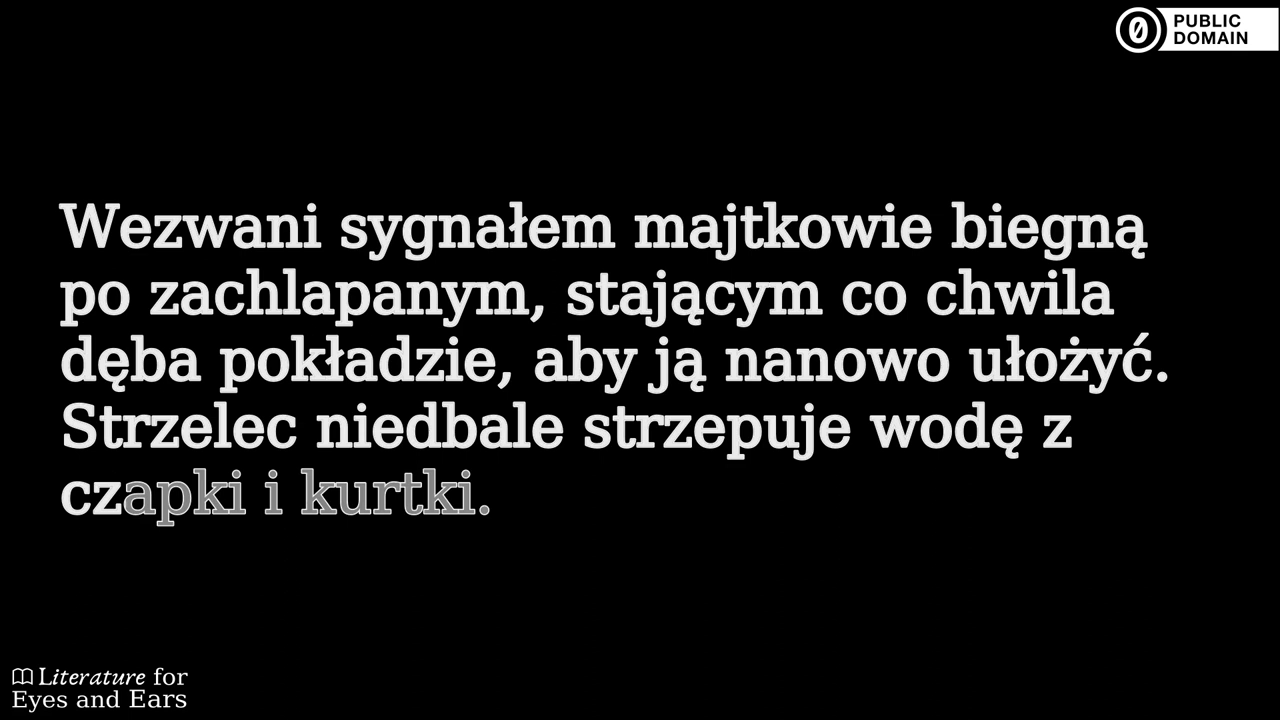 PUBLIC
DOMAIN
Wezwani sygnałem majtkowie biegną
po zachlapanym, stającym co chwila
dęba pokładzie, aby ją nanowo ułożyć.
Strzelec niedbale strzepuje wodę z
czapki i kurtki.
Literature for
Eyes and Ears